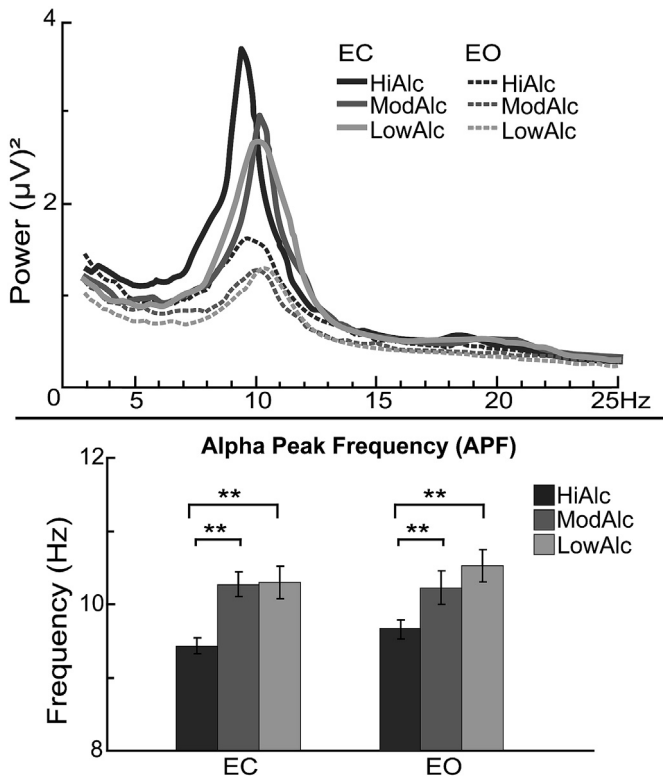 4
EC EO
HiAlc HiAlc
ModAlc ModAlc
LowAlc LowAlc
Power (µV)²
2
0
0 5 10 15 20 25Hz
Alpha Peak Frequency (APF)
12
HiAlc
ModAlc
LowAlc
** **
** **
Frequency (Hz)
10
8
EC EO